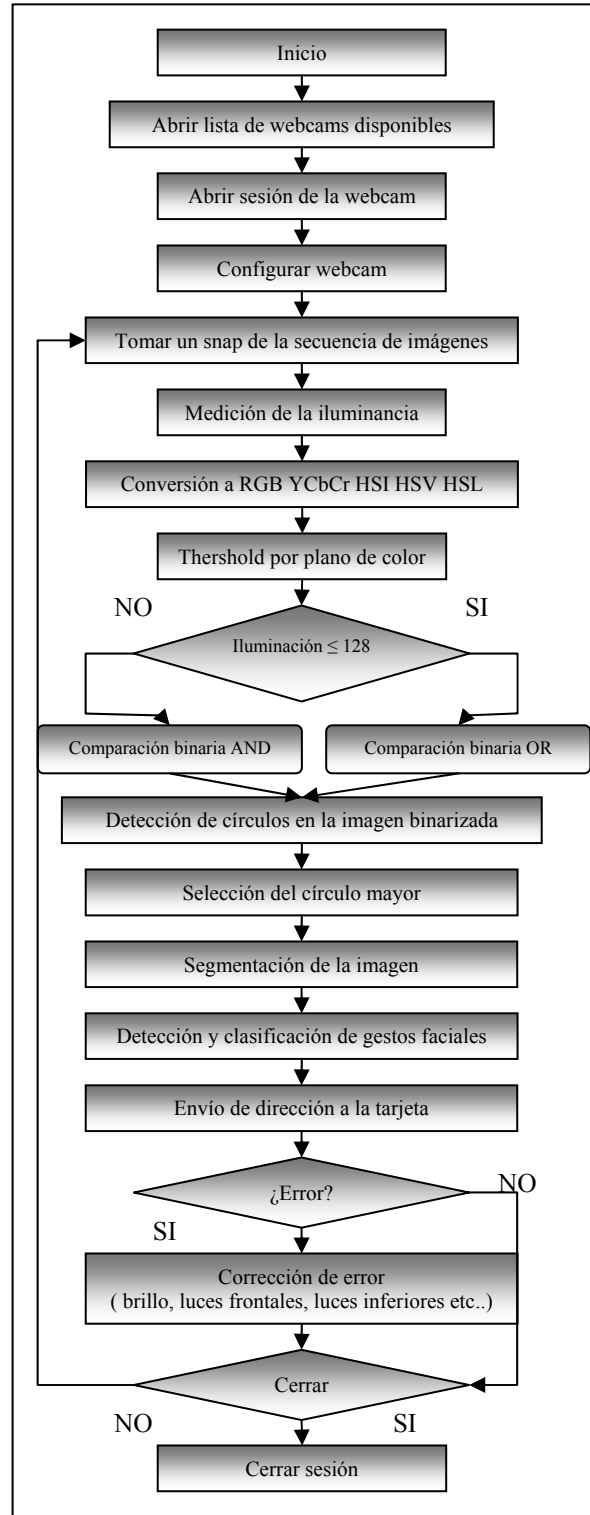 Inicio
Abrir lista de webcams disponibles
Abrir sesión de la webcam
Configurar webcam
Tomar un snap de la secuencia de imágenes
Medición de la iluminancia
Conversión a RGB YCbCr HSI HSV HSL
Thershold por plano de color
NO
SI
Iluminación ≤ 128
Comparación binaria AND
Comparación binaria OR
Detección de círculos en la imagen binarizada
Selección del círculo mayor
Segmentación de la imagen
Detección y clasificación de gestos faciales
Envío de dirección a la tarjeta
¿Error?
NO
SI
Corrección de error
( brillo, luces frontales, luces inferiores etc..)
Cerrar
NO
SI
Cerrar sesión